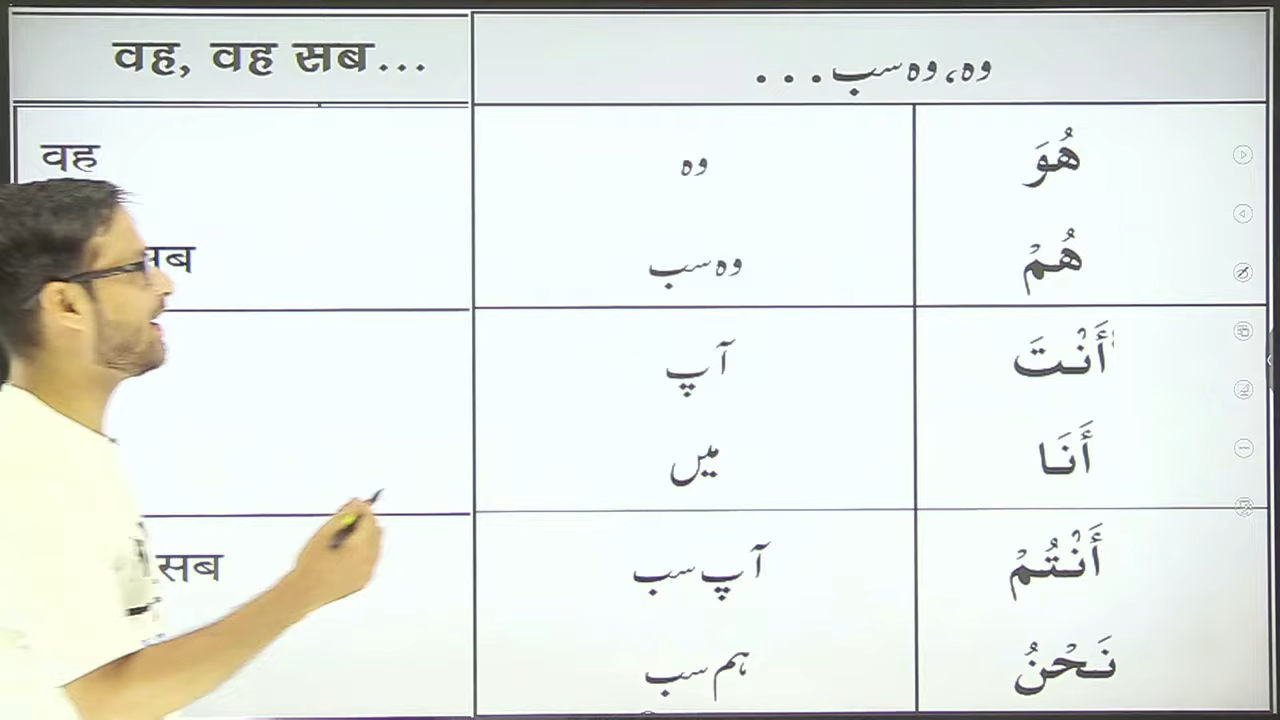 वह, वह सब...
وہ، وہ سب...
वह
وہ
هُوَ
सब
وہ سب
هُمْ
آپ
أَنْتَ
میں
أَنَا
सब
آپ سب
أَنْتُمْ
ہم سب
نَحْنُ